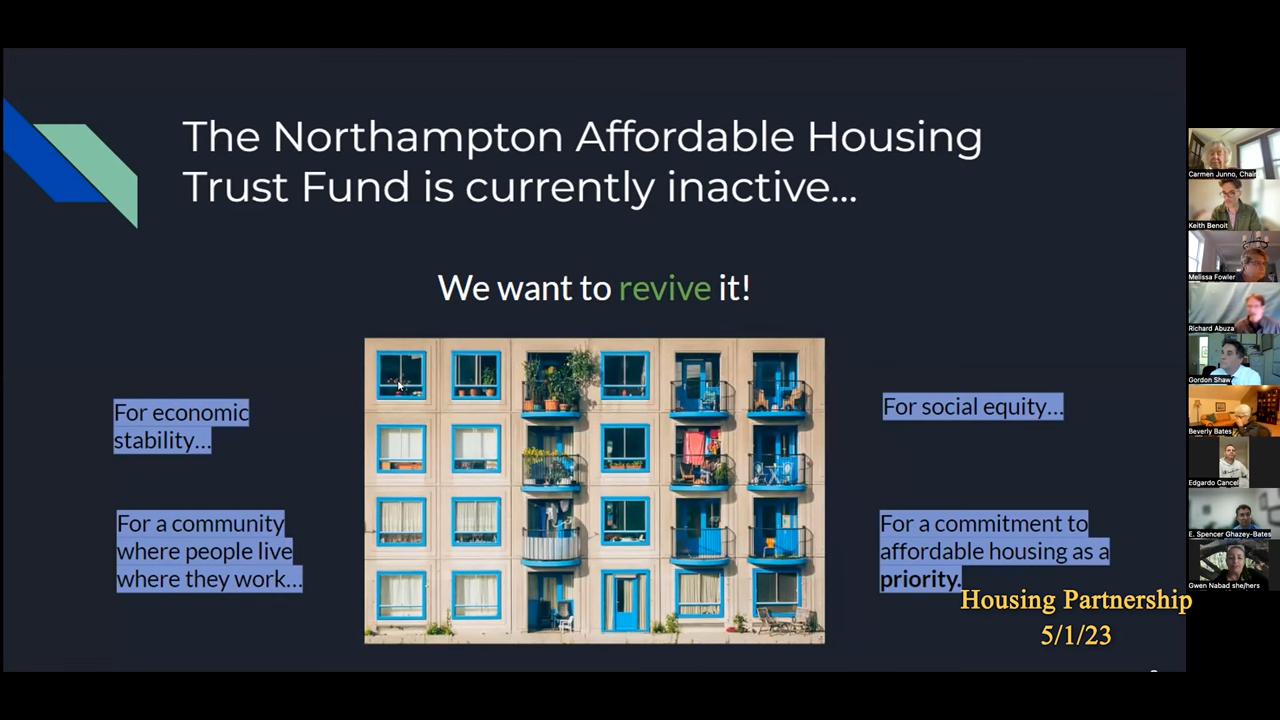 The Northampton Affordable Housing
Trust Fund is currently inactive...
We want to revive it!
For economic
stability...
For social equity...
For a community
where people live
where they work...
For a commitment to
affordable housing as a
priority.
Housing Partnership
5/1/23
Carmen Junno, Chair
Keith Benoit
Melissa Fowler
Richard Abuza
Gordon Shaw
Beverly Bates
Edgardo Cancel
E. Spencer Ghazey-Bates
Gwen Nabad she/hers